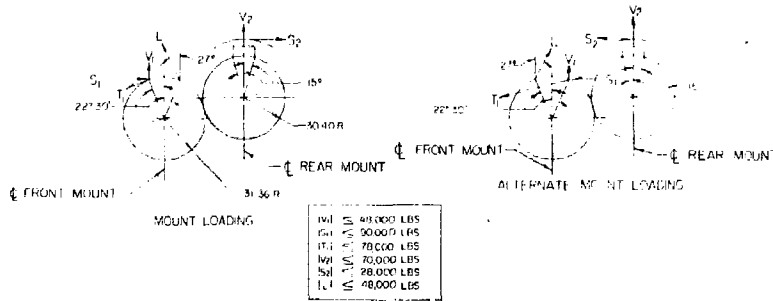 V2
L
S2
V1
27°
S1
T1
15°
22°30'
30.40 R
℄ REAR MOUNT
℄ FRONT MOUNT
31.36 R
MOUNT LOADING
V2
S2
V1
S1
T1
15
22°30'
℄ FRONT MOUNT
℄ REAR MOUNT
ALTERNATE MOUNT LOADING
|V1| ≤ 48,000 LBS
|S1| ≤ 90,000 LBS
|T1| ≤ 78,000 LBS
|V2| ≤ 70,000 LBS
|S2| ≤ 28,000 LBS
|L| ≤ 48,000 LBS